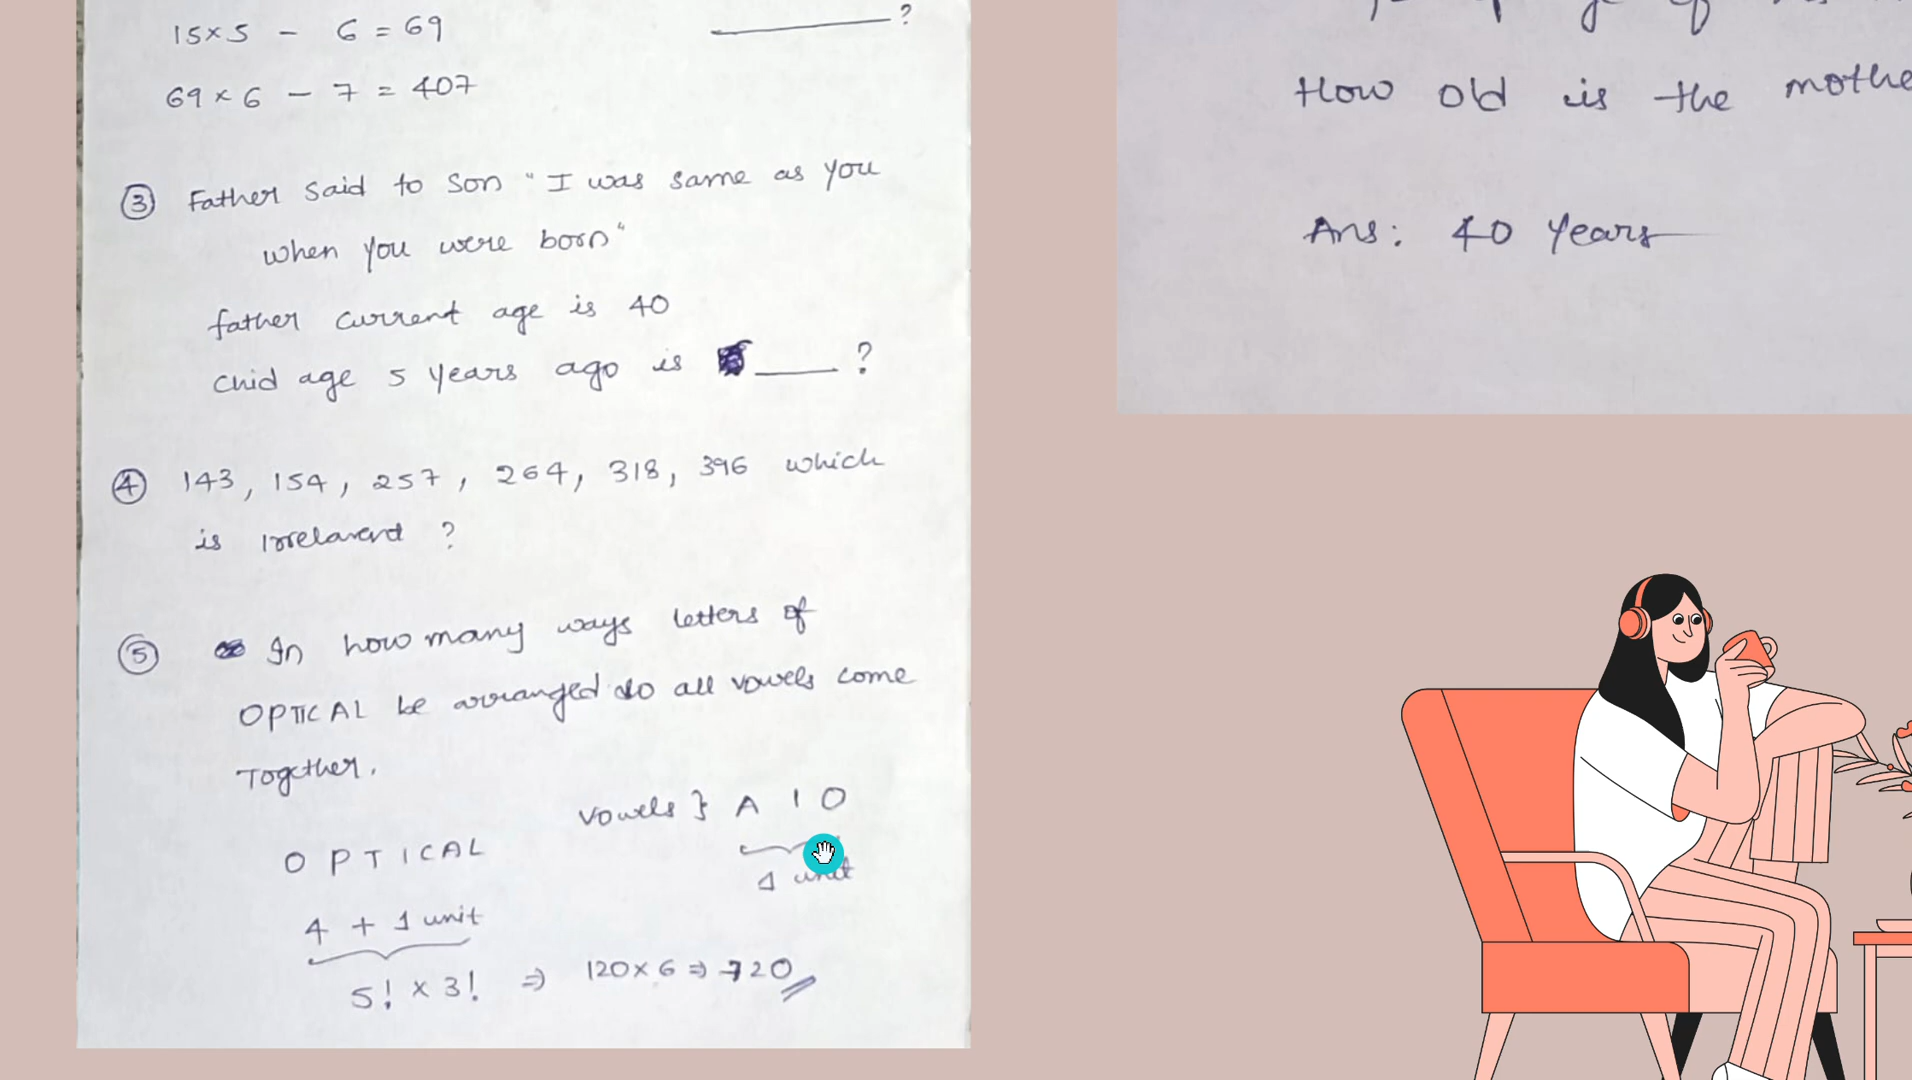 15×5 - 6 = 69
?
69×6 - 7 = 407
③ Father said to son "I was same as you
when you were born"
father current age is 40
chid age 5 years ago is ____ ?
④ 143, 154, 257, 264, 318, 396 which
is
?
⑤ In how many ways letters of
OPTICAL be arranged so all vowels come
Together.
vowels } A I O
1 unit
O P T I C A L
4 + 1 unit
5! × 3! ⇒ 120×6 ⇒ 720
How old is the mothe
Ans: 40 Years